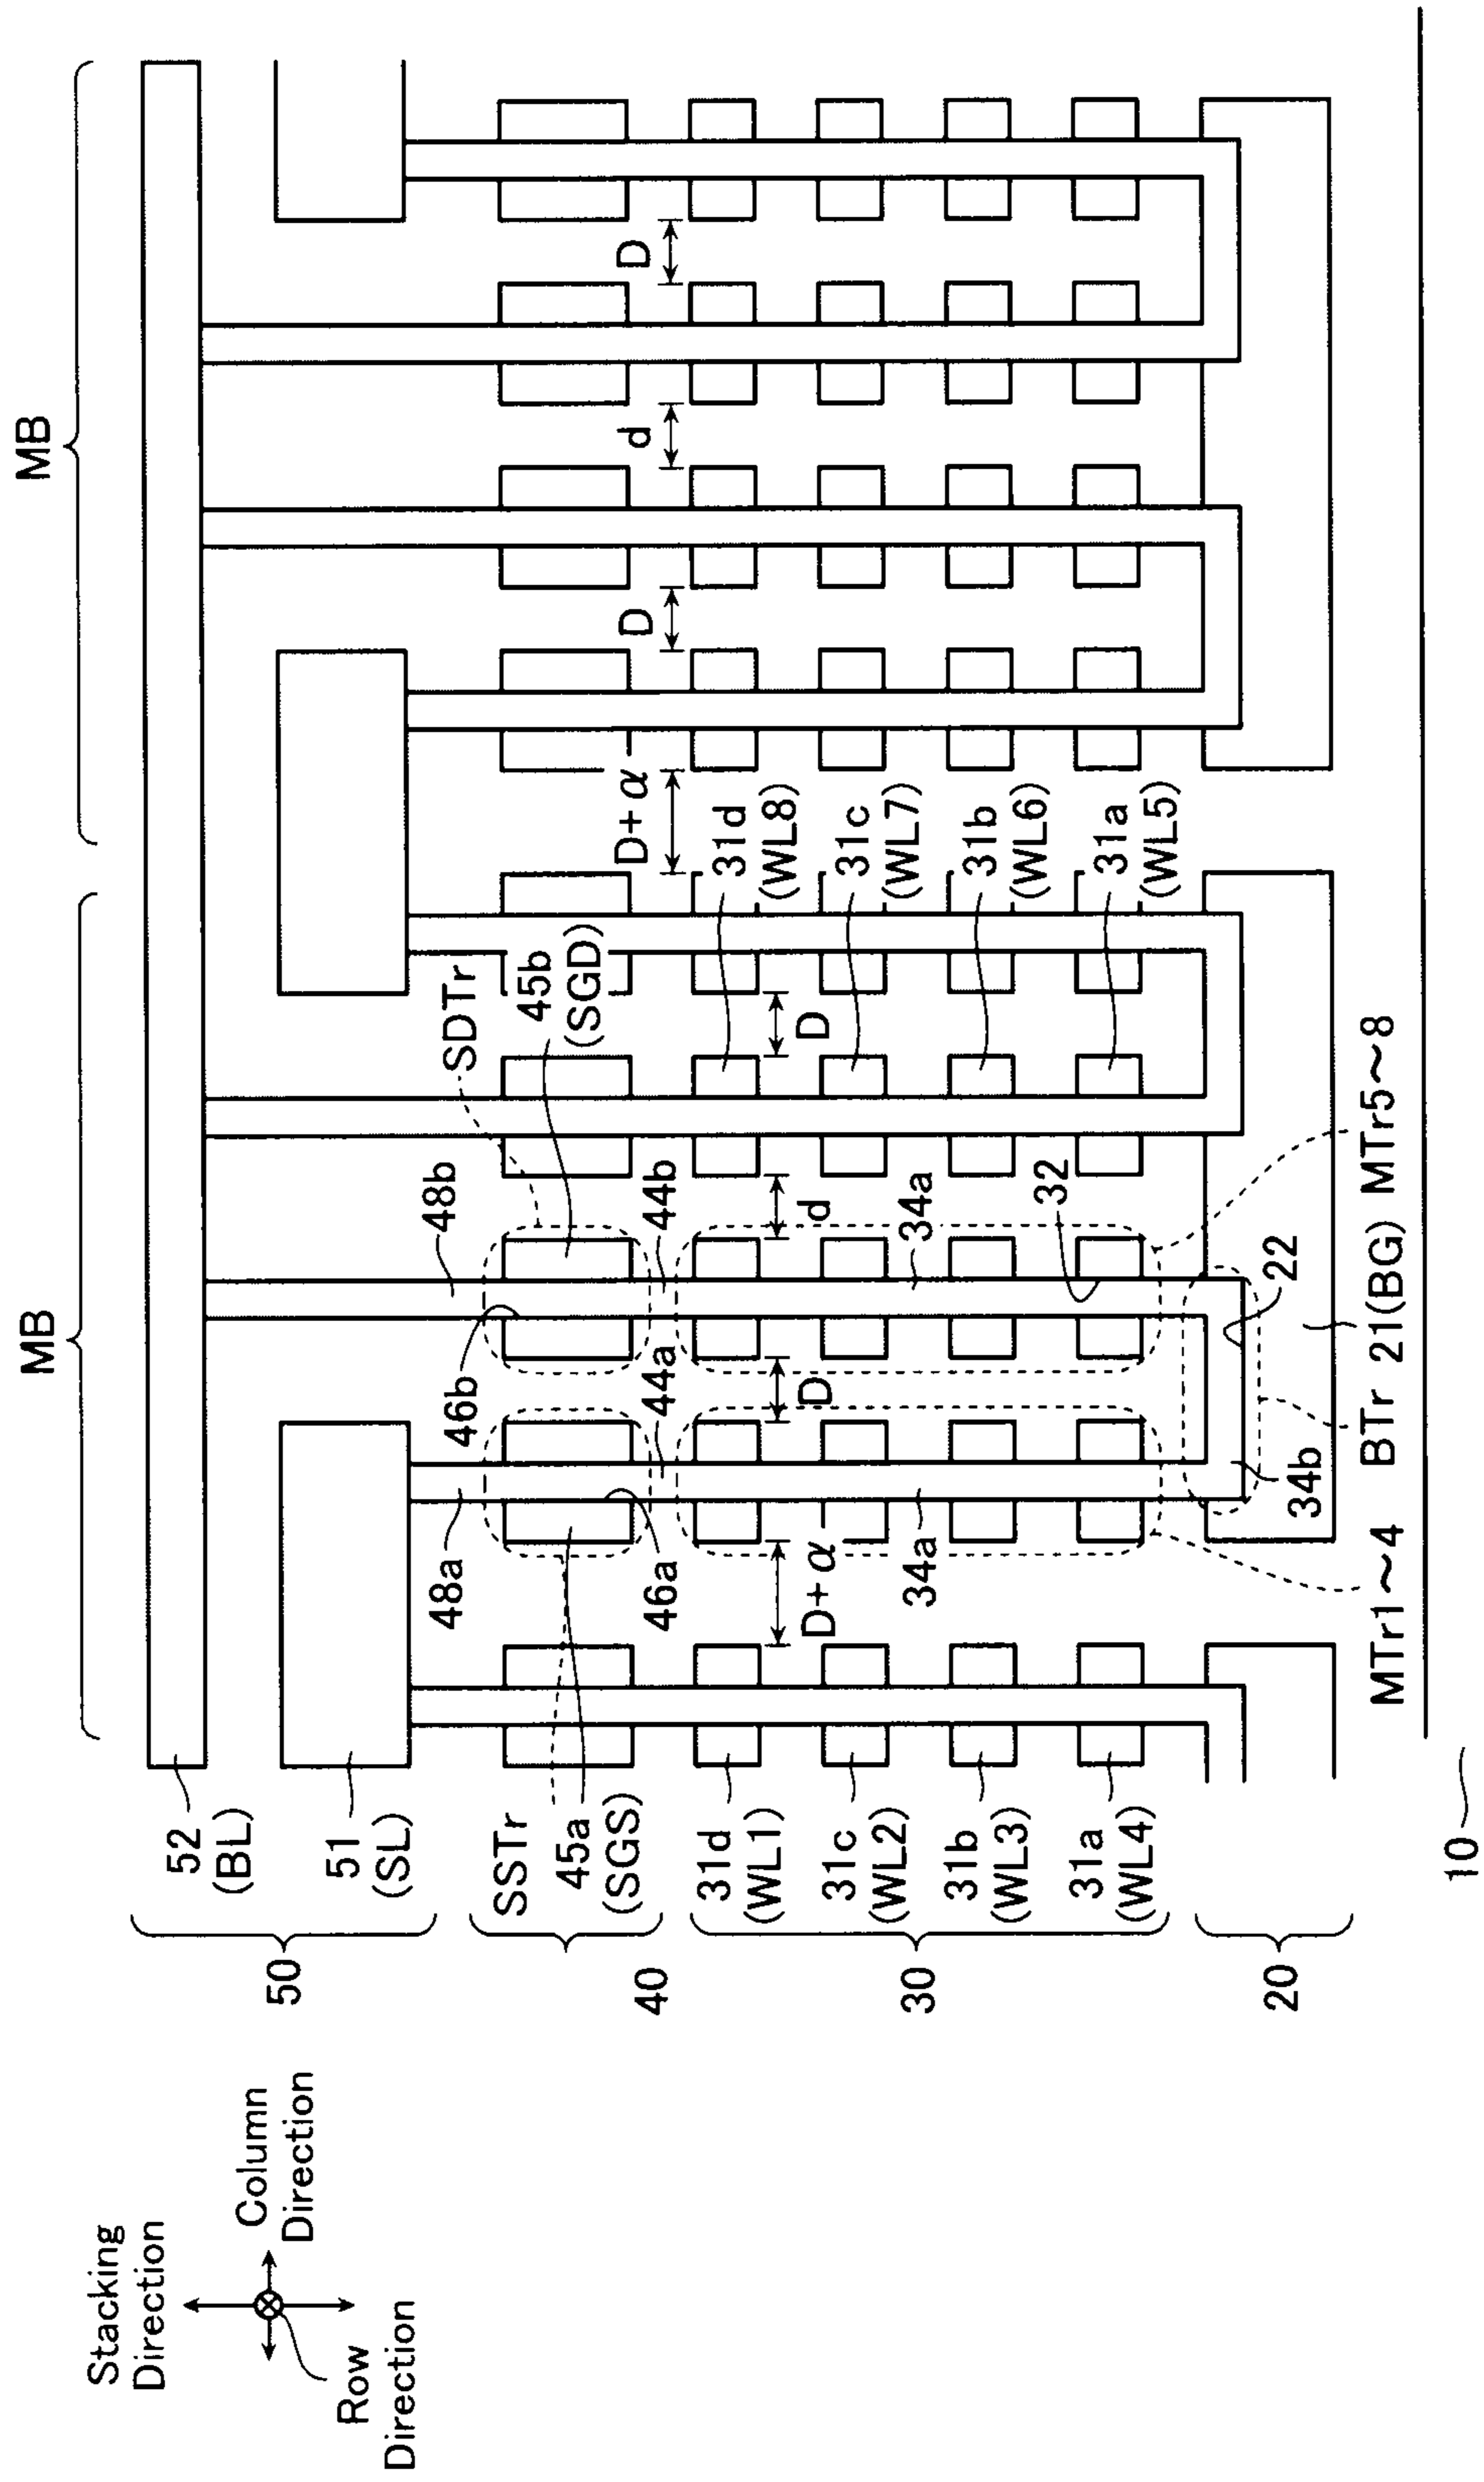 Stacking
Direction
Column
Direction
Row
Direction
MB
MB
52
(BL)
51
(SL)
50
SSTr
45a
(SGS)
40
48a
46a
44a
46b
48b
44b
SDTr
45b
(SGD)
D+α
D
d
D
D+α
D
d
D
31d
(WL1)
31c
(WL2)
31b
(WL3)
31a
(WL4)
30
34a
34a
32
31d
(WL8)
31c
(WL7)
31b
(WL6)
31a
(WL5)
20
34b
22
MTr1~4
BTr
21(BG)
MTr5~8
10